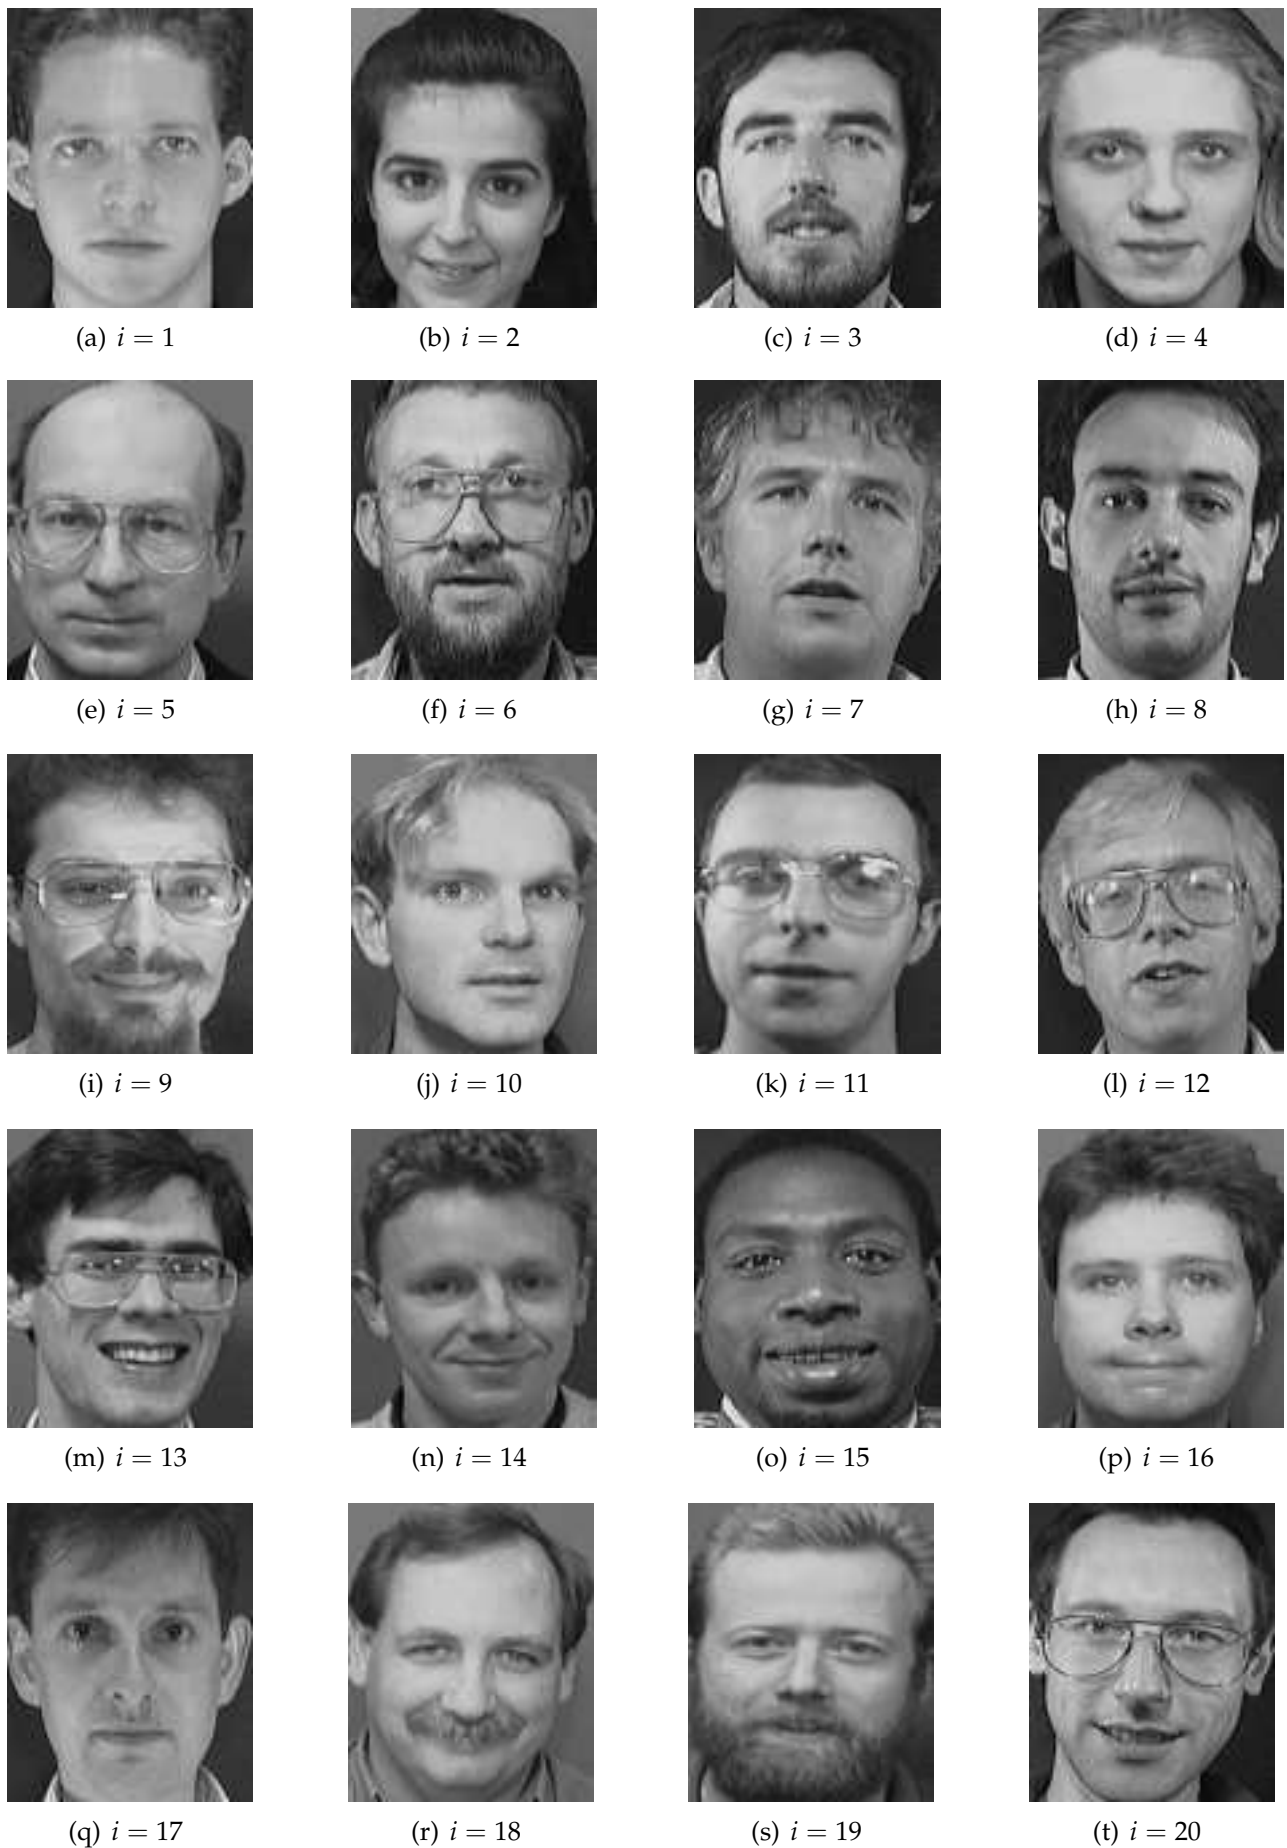 (a) i = 1
(b) i = 2
(c) i = 3
(d) i = 4
(e) i = 5
(f) i = 6
(g) i = 7
(h) i = 8
(i) i = 9
(j) i = 10
(k) i = 11
(l) i = 12
(m) i = 13
(n) i = 14
(o) i = 15
(p) i = 16
(q) i = 17
(r) i = 18
(s) i = 19
(t) i = 20